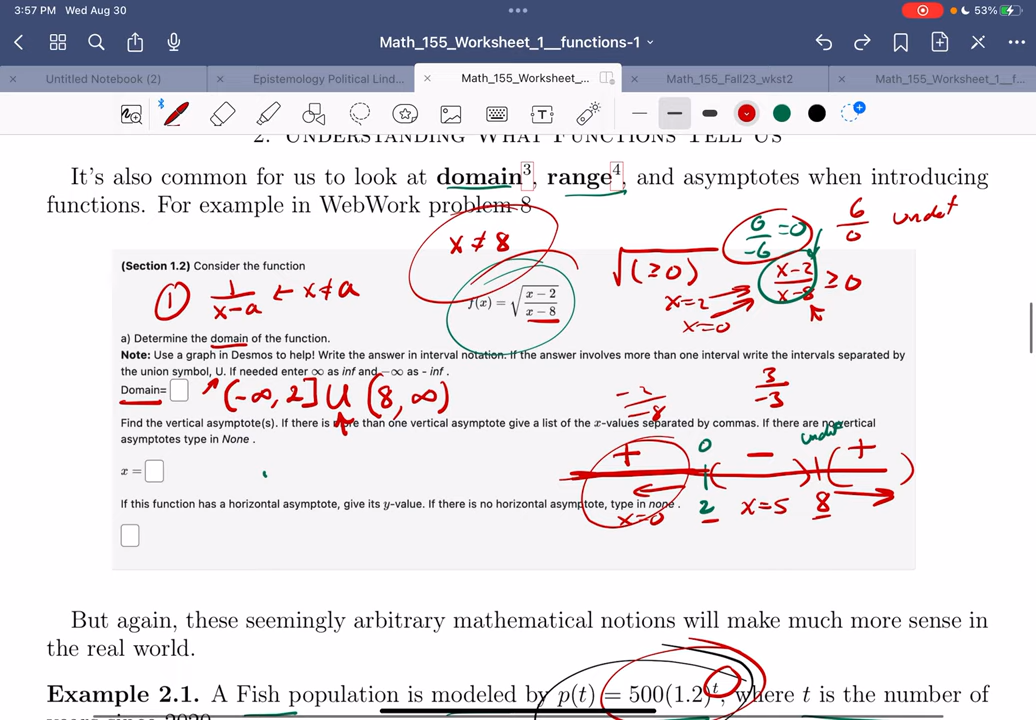 3:57 PM Wed Aug 30
53%
Math_155_Worksheet_1__functions-1
Untitled Notebook (2)
Epistemology Political Lind...
Math_155_Worksheet_...
Math_155_Fall23_wkst2
Math_155_Worksheet_1__f...
2. UNDERSTANDING WHAT FUNCTIONS TELL US
It's also common for us to look at domain³, range⁴, and asymptotes when introducing
functions. For example in WebWork problem 8
x ≠ 8
√(≥0)
0/-6 = 0
6/0 undef
(x-2)/(x-8) ≥ 0
x=2
x=0
(Section 1.2) Consider the function
① 1/(x-a) ← x≠a
f(x) = √((x − 2)/(x − 8))
a) Determine the domain of the function.
Note: Use a graph in Desmos to help! Write the answer in interval notation. If the answer involves more than one interval write the intervals separated by
the union symbol, U. If needed enter ∞ as inf and −∞ as - inf .
Domain=
(-∞, 2] U (8, ∞)
-2/-8
3/-3
Find the vertical asymptote(s). If there is more than one vertical asymptote give a list of the x-values separated by commas. If there are no vertical
asymptotes type in None .
+ 0 − undef +
x =
x=0 2 x=5 8
If this function has a horizontal asymptote, give its y-value. If there is no horizontal asymptote, type in none .
But again, these seemingly arbitrary mathematical notions will make much more sense in
the real world.
Example 2.1. A Fish population is modeled by p(t) = 500(1.2)^t, where t is the number of
years since 2020